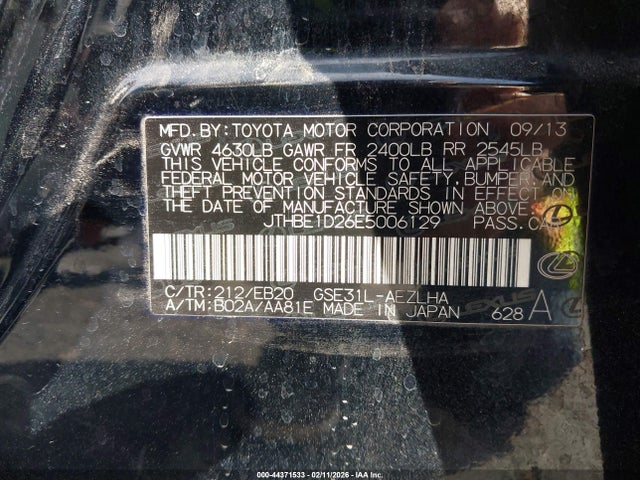 MFD. BY: TOYOTA MOTOR CORPORATION 09/13
GVWR 4630LB GAWR FR 2400LB RR 2545LB
THIS VEHICLE CONFORMS TO ALL APPLICABLE
FEDERAL MOTOR VEHICLE SAFETY, BUMPER, AND
THEFT PREVENTION STANDARDS IN EFFECT ON
THE DATE OF MANUFACTURE SHOWN ABOVE.
JTHBE1D26E5006129 PASS. CAR
C/TR: 212/EB20 GSE31L-AEZLHA
A/TM: B02A/AA81E MADE IN JAPAN 628 A
LEXUS
000-44371533 - 02/11/2026 - IAA